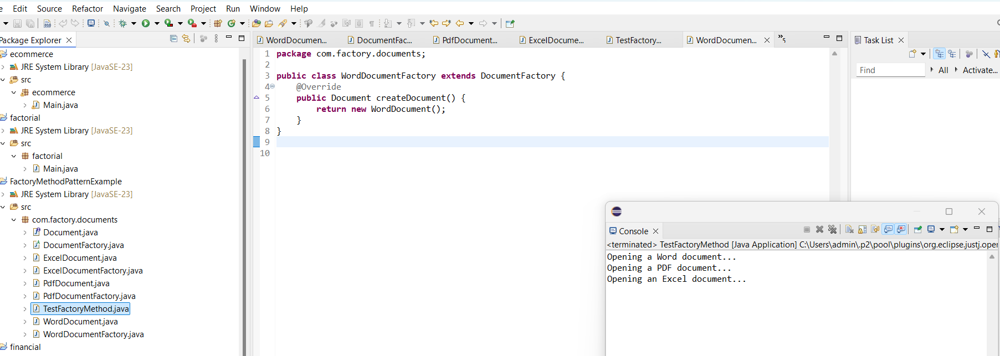 e Edit Source Refactor Navigate Search Project Run Window Help
Package Explorer
ecommerce
JRE System Library [JavaSE-23]
src
ecommerce
Main.java
factorial
JRE System Library [JavaSE-23]
src
factorial
Main.java
FactoryMethodPatternExample
JRE System Library [JavaSE-23]
src
com.factory.documents
Document.java
DocumentFactory.java
ExcelDocument.java
ExcelDocumentFactory.java
PdfDocument.java
PdfDocumentFactory.java
TestFactoryMethod.java
WordDocument.java
WordDocumentFactory.java
financial
WordDocumen... DocumentFac... PdfDocument... ExcelDocume... TestFactory... WordDocumen... »5
1 package com.factory.documents;
2
3 public class WordDocumentFactory extends DocumentFactory {
4 @Override
5 public Document createDocument() {
6 return new WordDocument();
7 }
8 }
9
10
Task List
Find All Activate...
Console
<terminated> TestFactoryMethod [Java Application] C:\Users\admin\.p2\pool\plugins\org.eclipse.justj.oper
Opening a Word document...
Opening a PDF document...
Opening an Excel document...